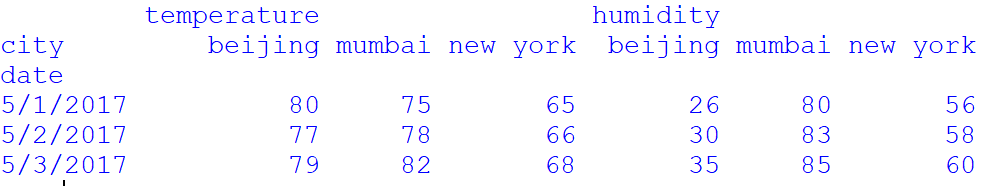 temperature humidity
city beijing mumbai new york beijing mumbai new york
date
5/1/2017 80 75 65 26 80 56
5/2/2017 77 78 66 30 83 58
5/3/2017 79 82 68 35 85 60